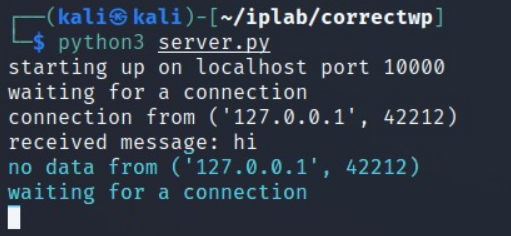 ┌──(kali㉿kali)-[~/iplab/correctwp]
└─$ python3 server.py
starting up on localhost port 10000
waiting for a connection
connection from ('127.0.0.1', 42212)
received message: hi
no data from ('127.0.0.1', 42212)
waiting for a connection